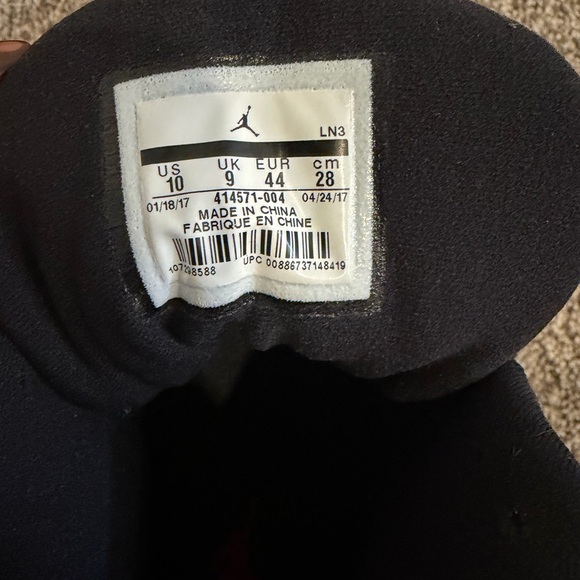 LN3
US UK EUR cm
10 9 44 28
01/18/17 414571-004 04/24/17
MADE IN CHINA
FABRIQUE EN CHINE
UPC 00886737148419